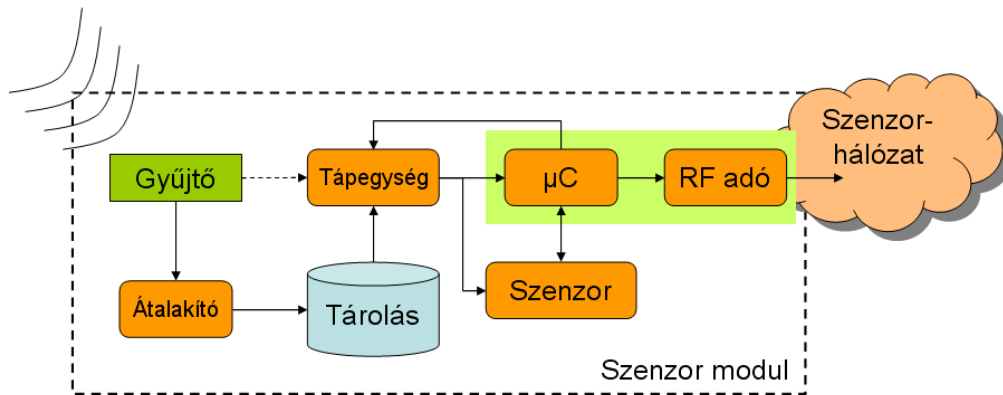 Szenzor-
hálózat
Gyűjtő
Tápegység
µC
RF adó
Átalakító
Tárolás
Szenzor
Szenzor modul